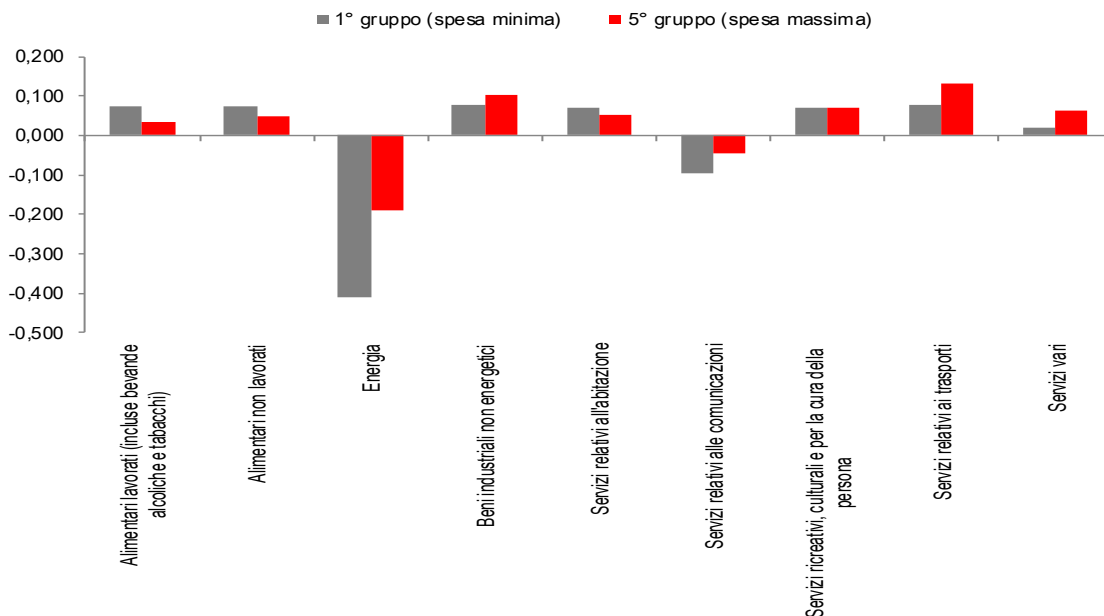 1° gruppo (spesa minima)
5° gruppo (spesa massima)
0,200
0,100
0,000
-0,100
-0,200
-0,300
-0,400
-0,500
Alimentari lavorati (incluse bevande
alcoliche e tabacchi)
Alimentari non lavorati
Energia
Beni industriali non energetici
Servizi relativi all'abitazione
Servizi relativi alle comunicazioni
Servizi ricreativi, culturali e per la cura della
persona
Servizi relativi ai trasporti
Servizi vari